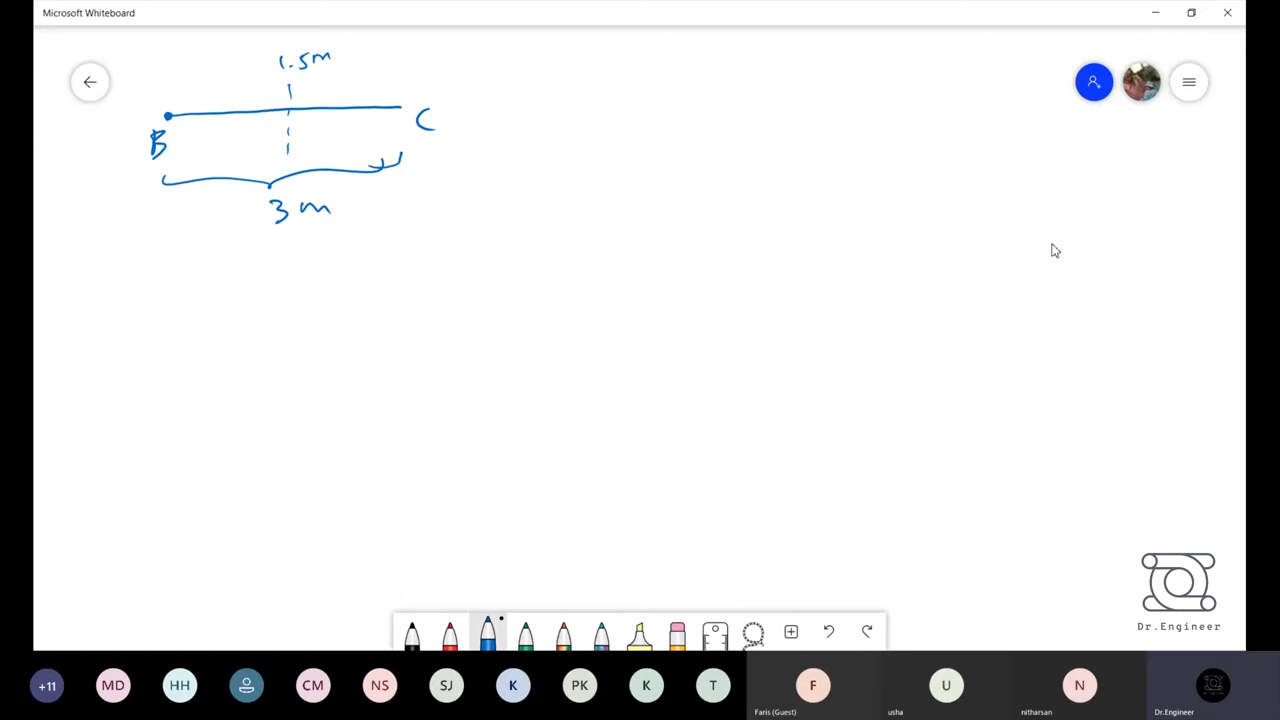 Microsoft Whiteboard
1.5m
B
C
3 m
Dr.Engineer
+11
MD
HH
CM
NS
SJ
K
PK
K
T
F
U
N
Faris (Guest)
usha
nitharsan
Dr.Engineer